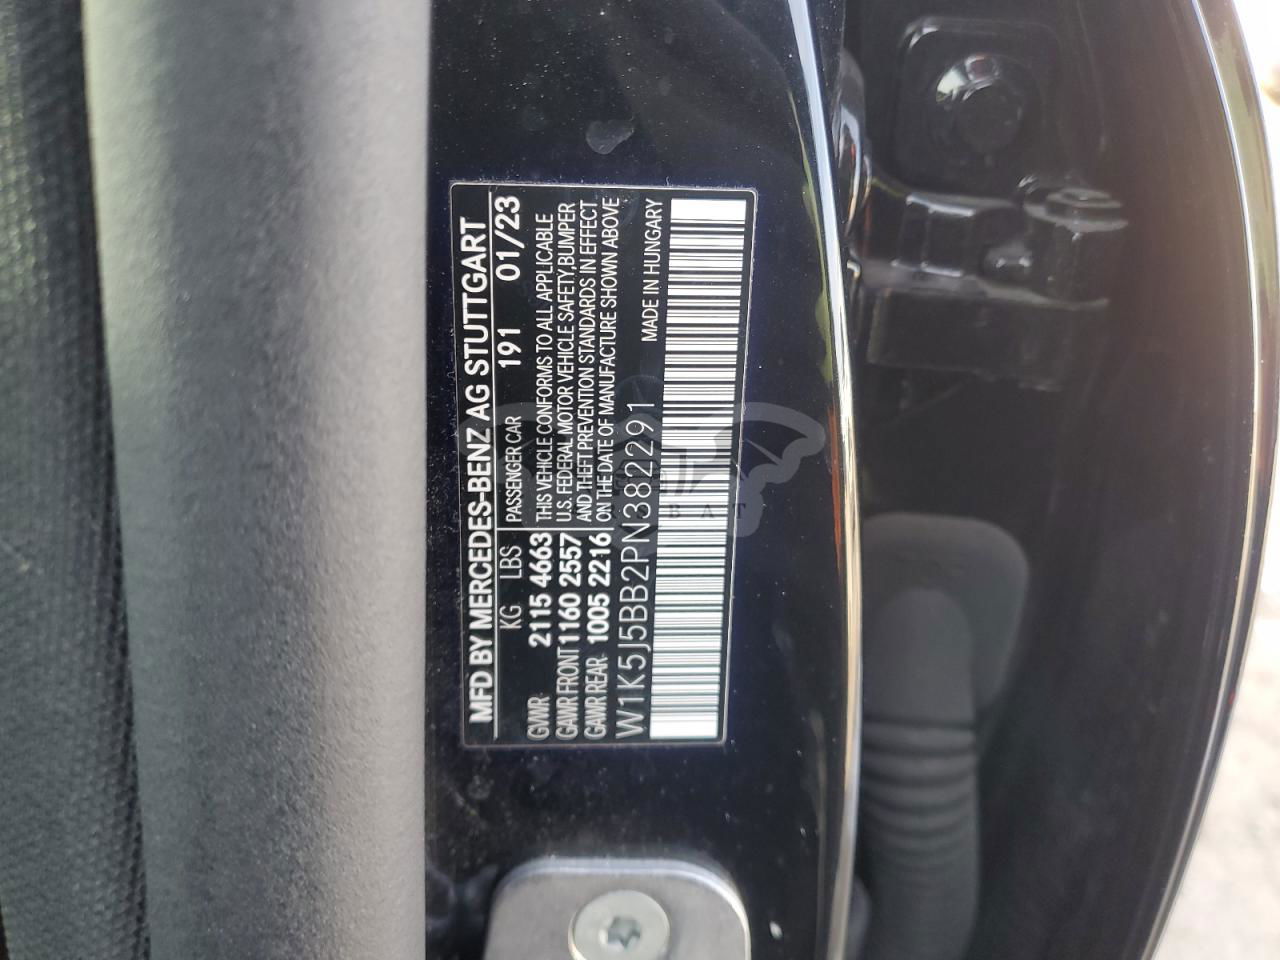 MFD BY MERCEDES-BENZ AG STUTTGART
KG LBS PASSENGER CAR 191 01/23
GVWR 2115 4663 THIS VEHICLE CONFORMS TO ALL APPLICABLE
GAWR FRONT 1160 2557 U.S. FEDERAL MOTOR VEHICLE SAFETY, BUMPER
GAWR REAR 1005 2216 AND THEFT PREVENTION STANDARDS IN EFFECT
ON THE DATE OF MANUFACTURE SHOWN ABOVE
W1K5J5BB2PN382291 MADE IN HUNGARY
BAT